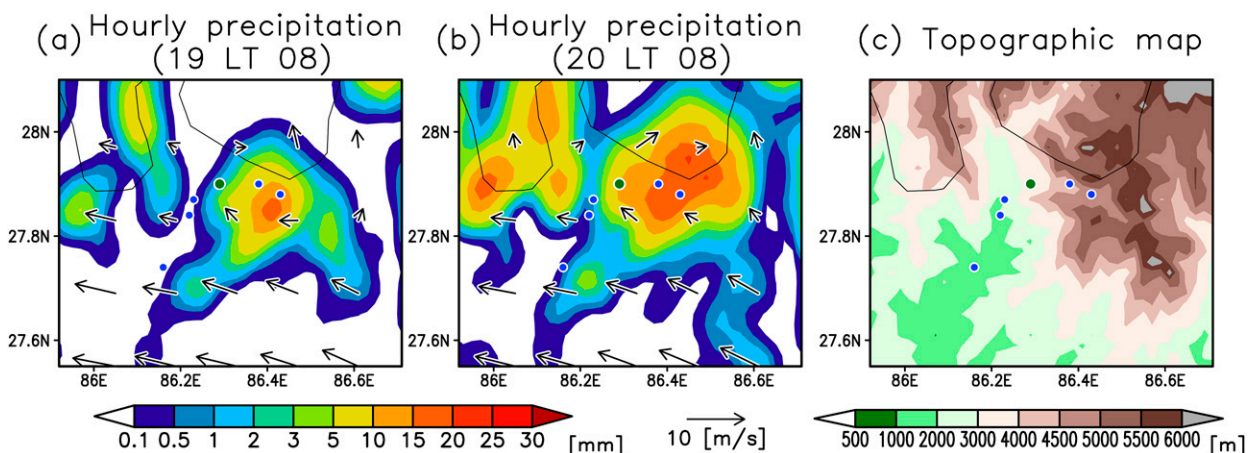 (a) Hourly precipitation
(19 LT 08)
(b) Hourly precipitation
(20 LT 08)
(c) Topographic map
28N
27.8N
27.6N
86E 86.2E 86.4E 86.6E
28N
27.8N
27.6N
86E 86.2E 86.4E 86.6E
28N
27.8N
27.6N
86E 86.2E 86.4E 86.6E
0.1 0.5 1 2 3 5 10 15 20 25 30 [mm]
10 [m/s]
500 1000 2000 3000 4000 4500 5000 5500 6000 [m]